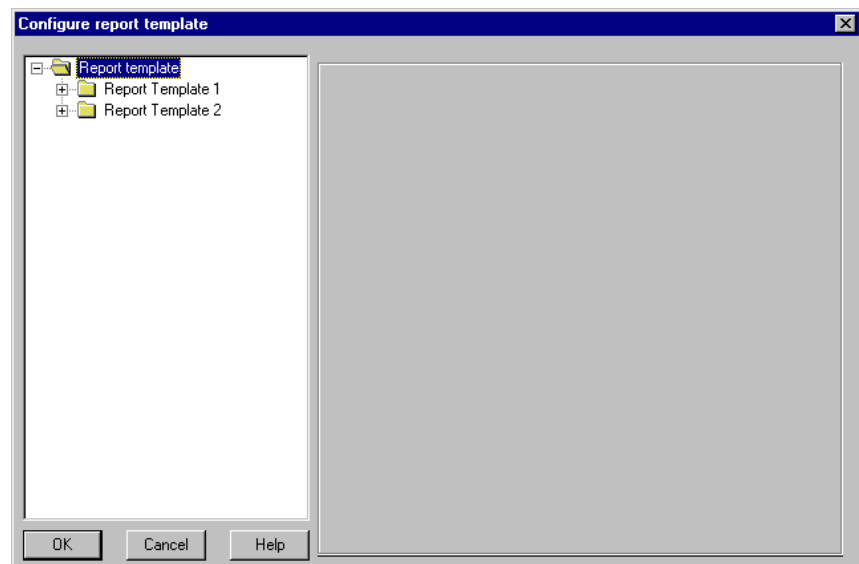 Configure report template
Report template
Report Template 1
Report Template 2
OK Cancel Help